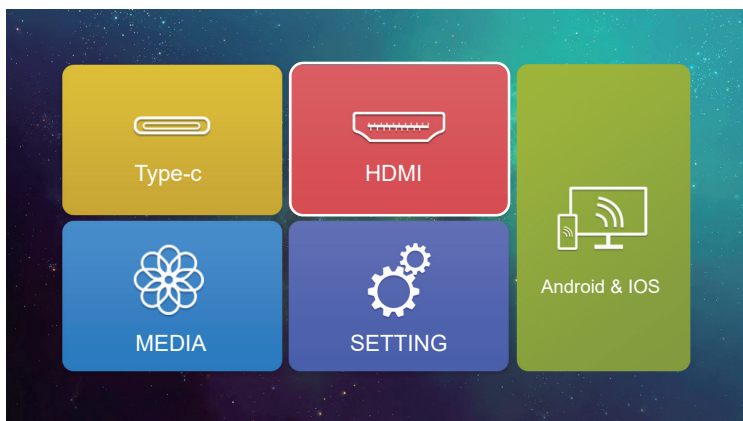 Type-c
HDMI
Android & IOS
MEDIA
SETTING